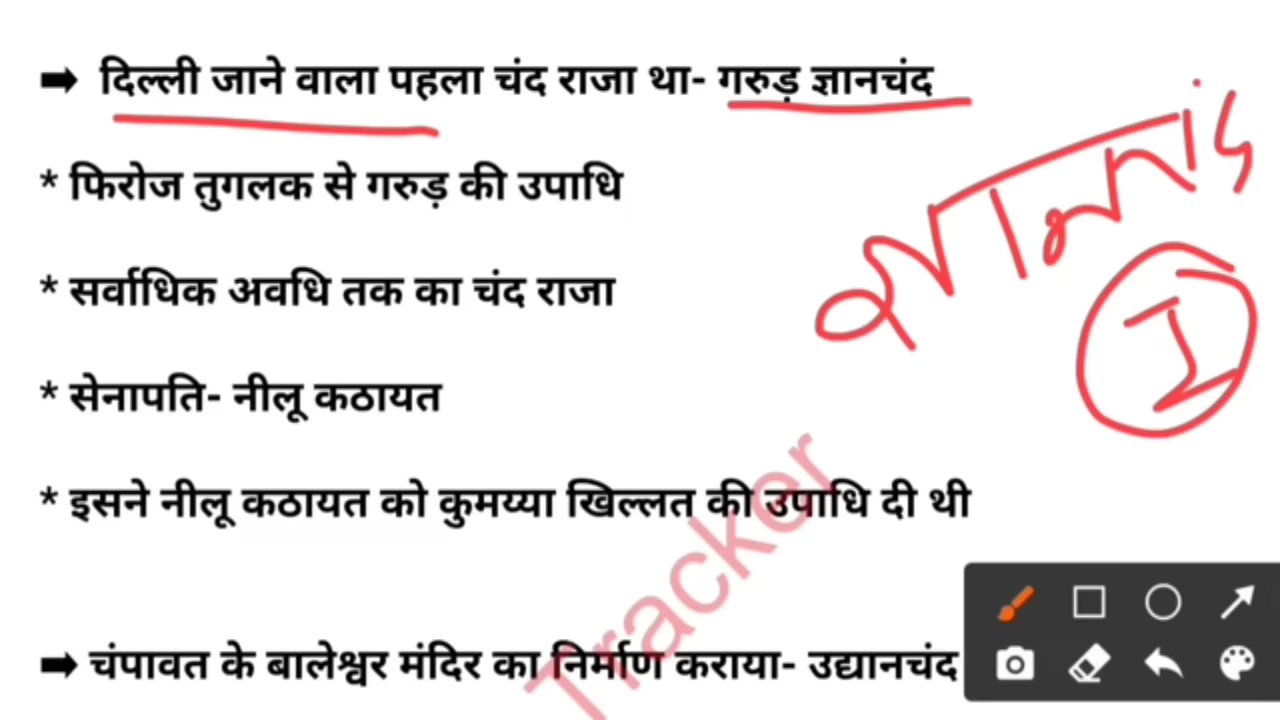 ➡ दिल्ली जाने वाला पहला चंद राजा था- गरुड़ ज्ञानचंद
* फिरोज तुगलक से गरुड़ की उपाधि
* सर्वाधिक अवधि तक का चंद राजा
* सेनापति- नीलू कठायत
* इसने नीलू कठायत को कुमय्या खिल्लत की उपाधि दी थी
➡ चंपावत के बालेश्वर मंदिर का निर्माण कराया- उद्यानचंद
I
Tracker